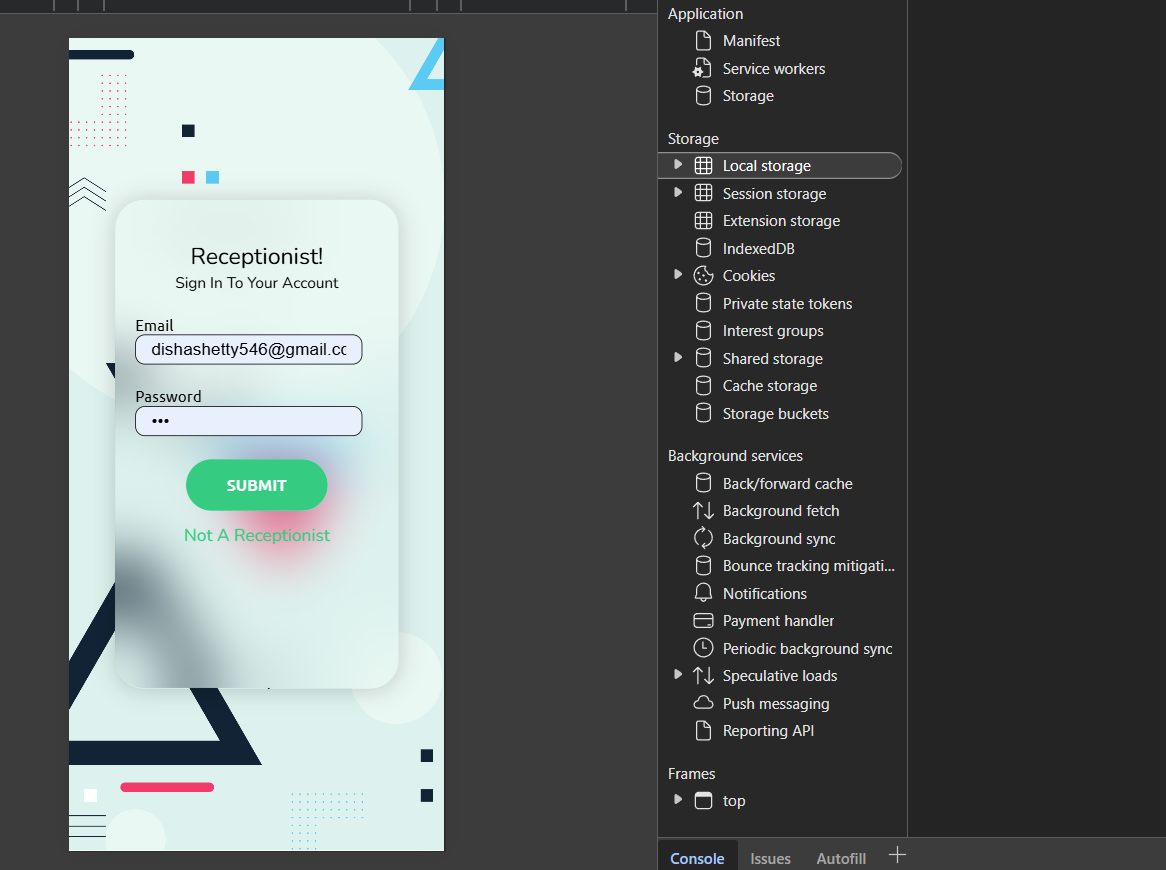 Receptionist!
Sign In To Your Account
Email
dishashetty546@gmail.cc
Password
•••
SUBMIT
Not A Receptionist
Application
Manifest
Service workers
Storage
Storage
Local storage
Session storage
Extension storage
IndexedDB
Cookies
Private state tokens
Interest groups
Shared storage
Cache storage
Storage buckets
Background services
Back/forward cache
Background fetch
Background sync
Bounce tracking mitigati...
Notifications
Payment handler
Periodic background sync
Speculative loads
Push messaging
Reporting API
Frames
top
Console Issues Autofill